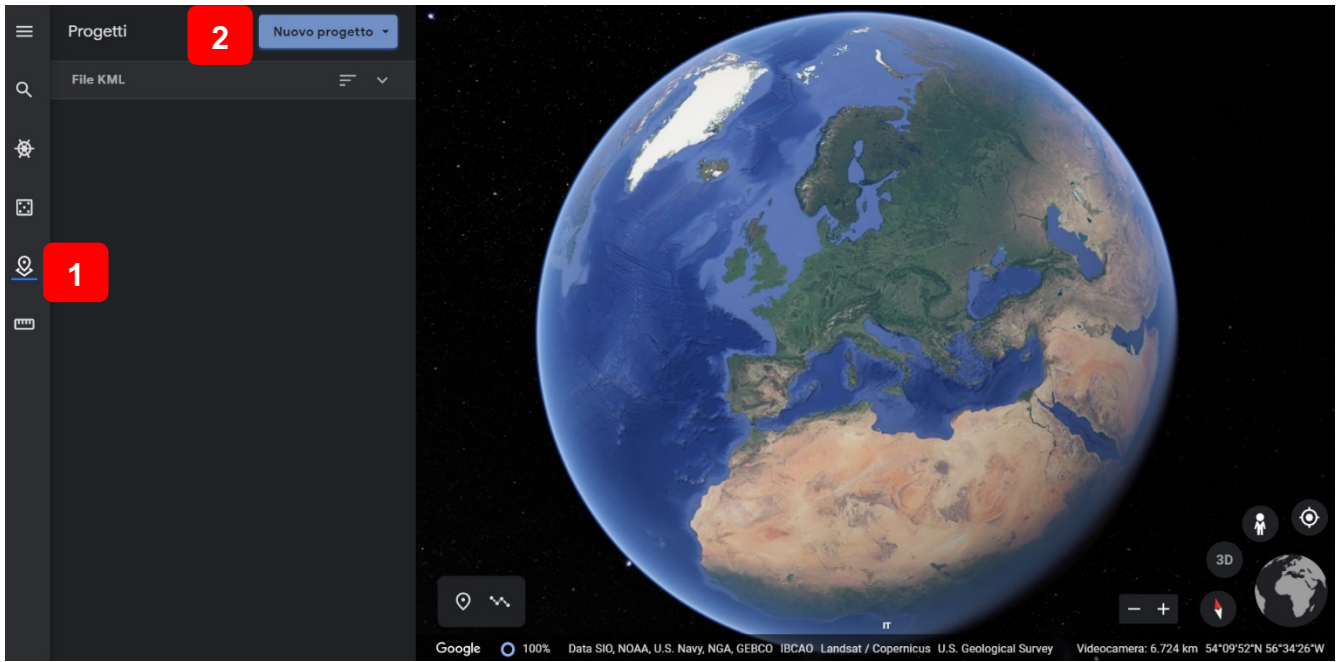 Progetti
2
Nuovo progetto
File KML
1
3D
IT
Google
100%
Data SIO, NOAA, U.S. Navy, NGA, GEBCO IBCAO Landsat / Copernicus U.S. Geological Survey
Videocamera: 6.724 km 54°09'52"N 56°34'26"W